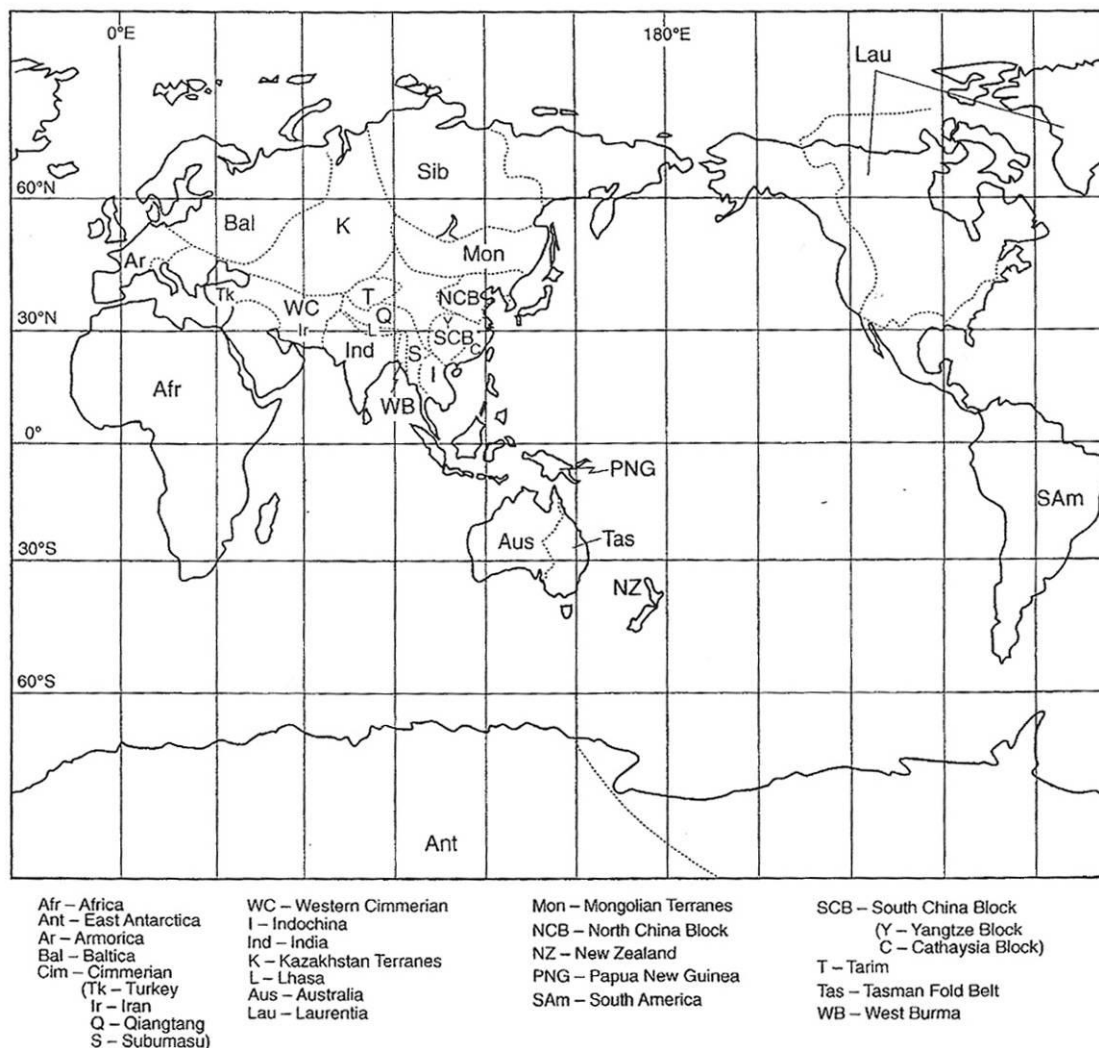 0°E 180°E
Lau
60°N
Sib
Bal
K
Mon
Ar
Tk
WC
T
NCB
Q
Y
30°N
Ir
L
SCB
Ind
S
C
I
Afr
WB
0°
PNG
SAm
Aus
Tas
30°S
NZ
60°S
Ant
Afr – Africa
Ant – East Antarctica
Ar – Armorica
Bal – Baltica
Cim – Cimmerian
(Tk – Turkey
Ir – Iran
Q – Qiangtang
S – Subumasu)
WC – Western Cimmerian
I – Indochina
Ind – India
K – Kazakhstan Terranes
L – Lhasa
Aus – Australia
Lau – Laurentia
Mon – Mongolian Terranes
NCB – North China Block
NZ – New Zealand
PNG – Papua New Guinea
SAm – South America
SCB – South China Block
(Y – Yangtze Block
C – Cathaysia Block)
T – Tarim
Tas – Tasman Fold Belt
WB – West Burma